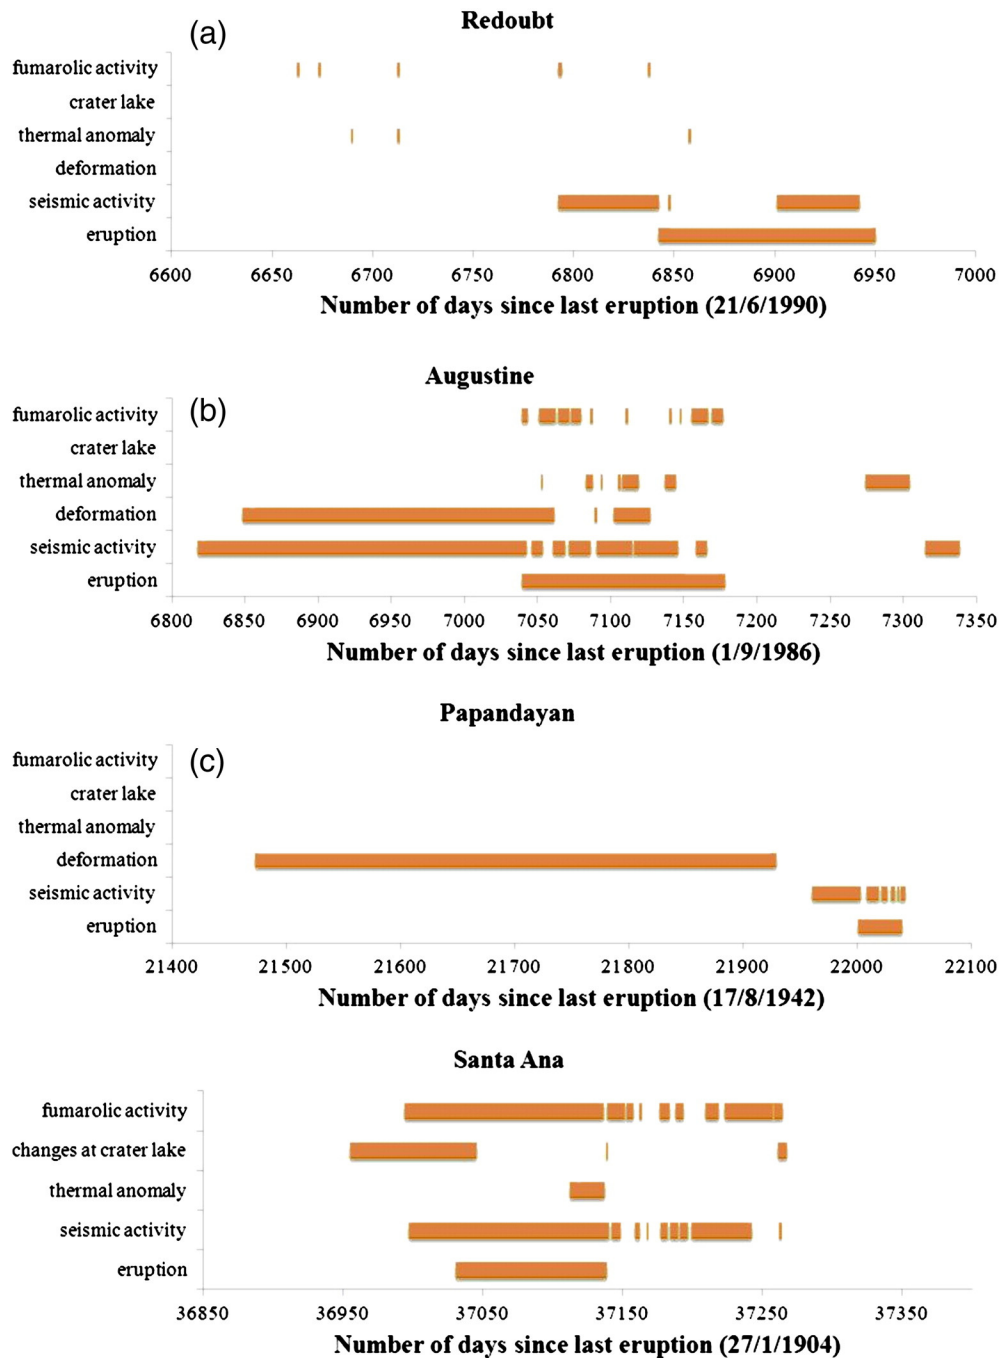 Redoubt
(a)
fumarolic activity
crater lake
thermal anomaly
deformation
seismic activity
eruption
6600 6650 6700 6750 6800 6850 6900 6950 7000
Number of days since last eruption (21/6/1990)
Augustine
(b)
fumarolic activity
crater lake
thermal anomaly
deformation
seismic activity
eruption
6800 6850 6900 6950 7000 7050 7100 7150 7200 7250 7300 7350
Number of days since last eruption (1/9/1986)
Papandayan
(c)
fumarolic activity
crater lake
thermal anomaly
deformation
seismic activity
eruption
21400 21500 21600 21700 21800 21900 22000 22100
Number of days since last eruption (17/8/1942)
Santa Ana
fumarolic activity
changes at crater lake
thermal anomaly
seismic activity
eruption
36850 36950 37050 37150 37250 37350
Number of days since last eruption (27/1/1904)